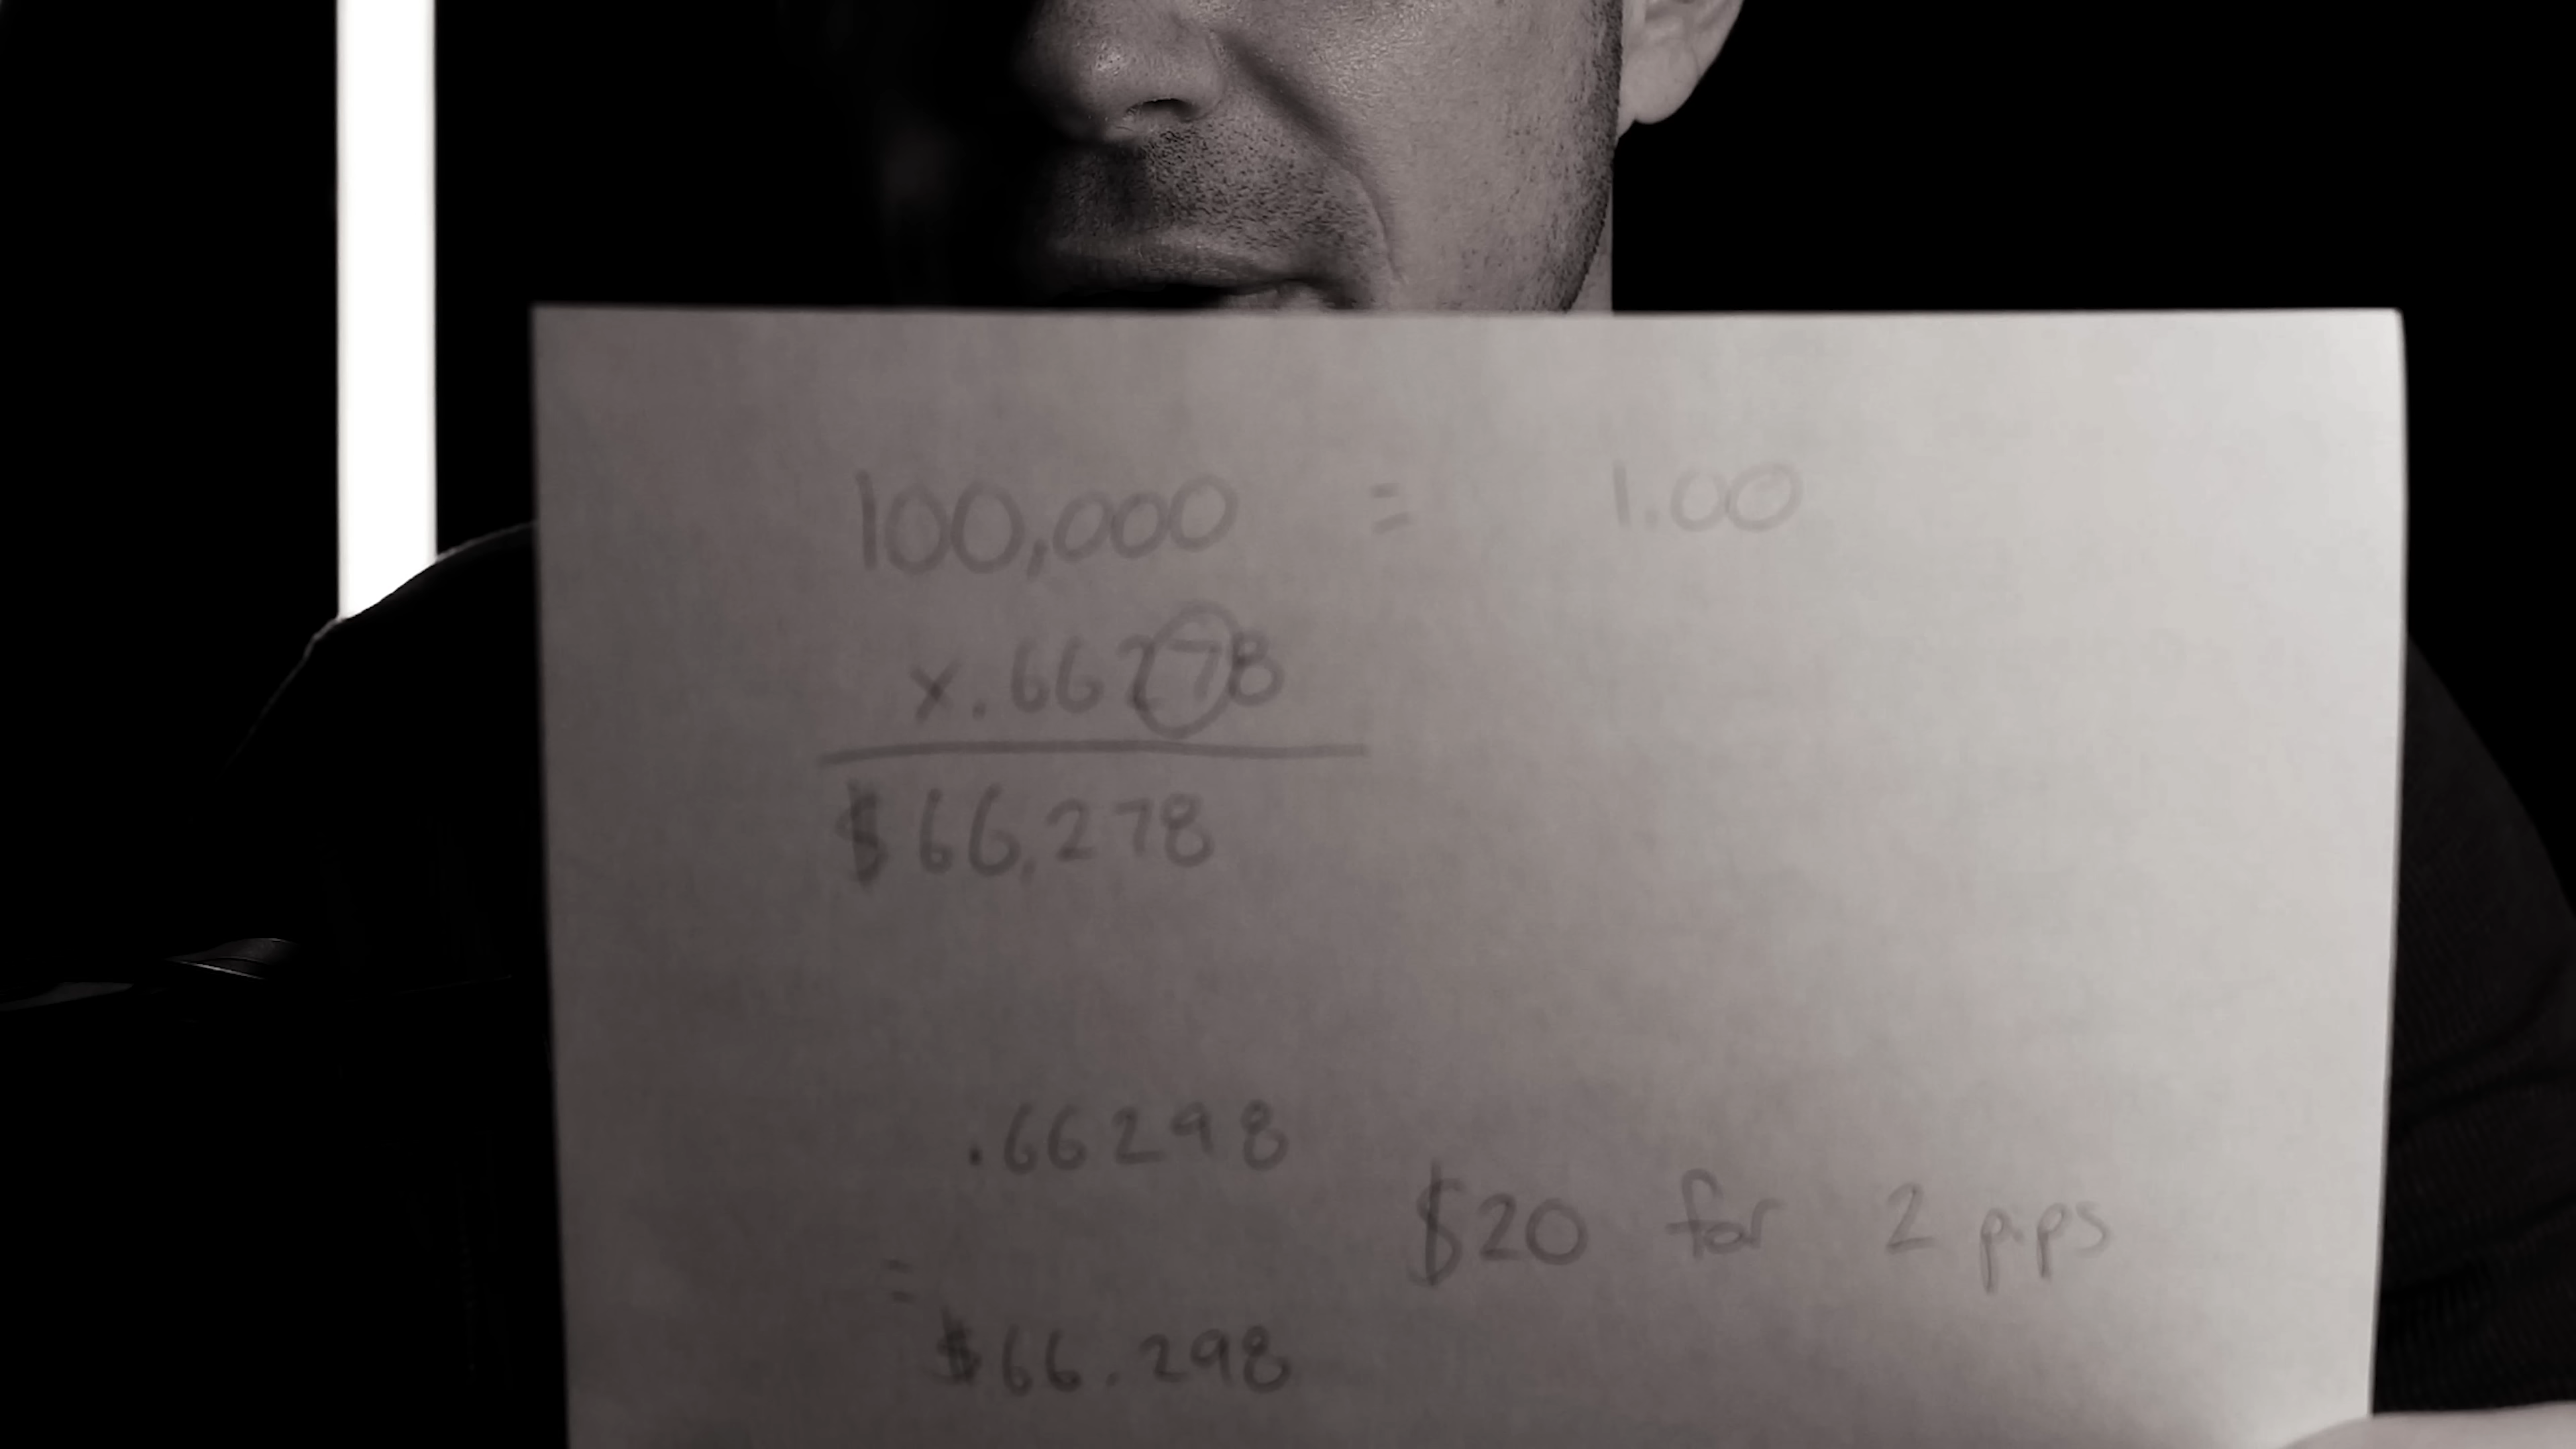 100,000 = 1.00
x.66278
$66,278
.66298
$20 for 2 pips
=
$66.298